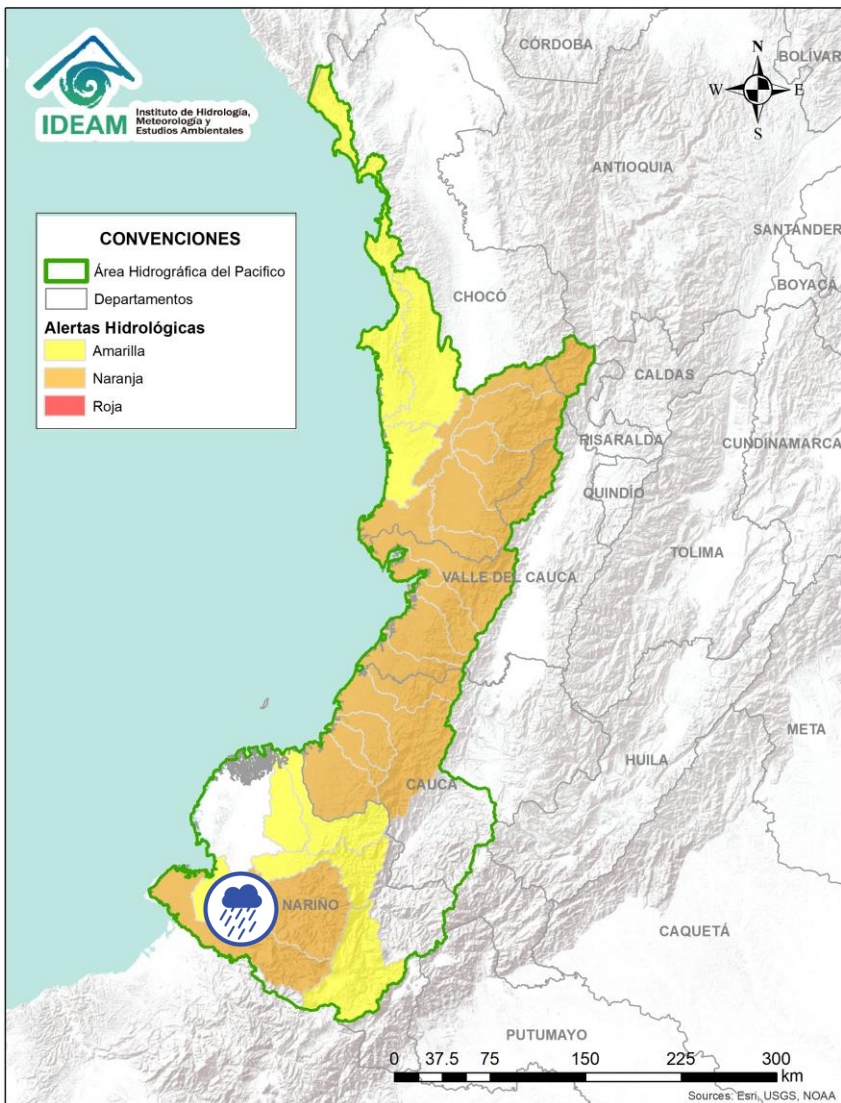 IDEAM
Instituto de Hidrología,
Meteorología y
Estudios Ambientales
CÓRDOBA
BOLÍVAR
N
W
E
S
ANTIOQUIA
SANTANDER
BOYACÁ
CONVENCIONES
Área Hidrográfica del Pacifico
Departamentos
Alertas Hidrológicas
Amarilla
Naranja
Roja
CHOCÓ
CALDAS
RISARALDA
CUNDINAMARCA
QUINDÍO
TOLIMA
VALLE DEL CAUCA
META
HUILA
CAUCA
NARIÑO
CAQUETÁ
PUTUMAYO
0 37.5 75 150 225 300
km
Sources: Esri, USGS, NOAA